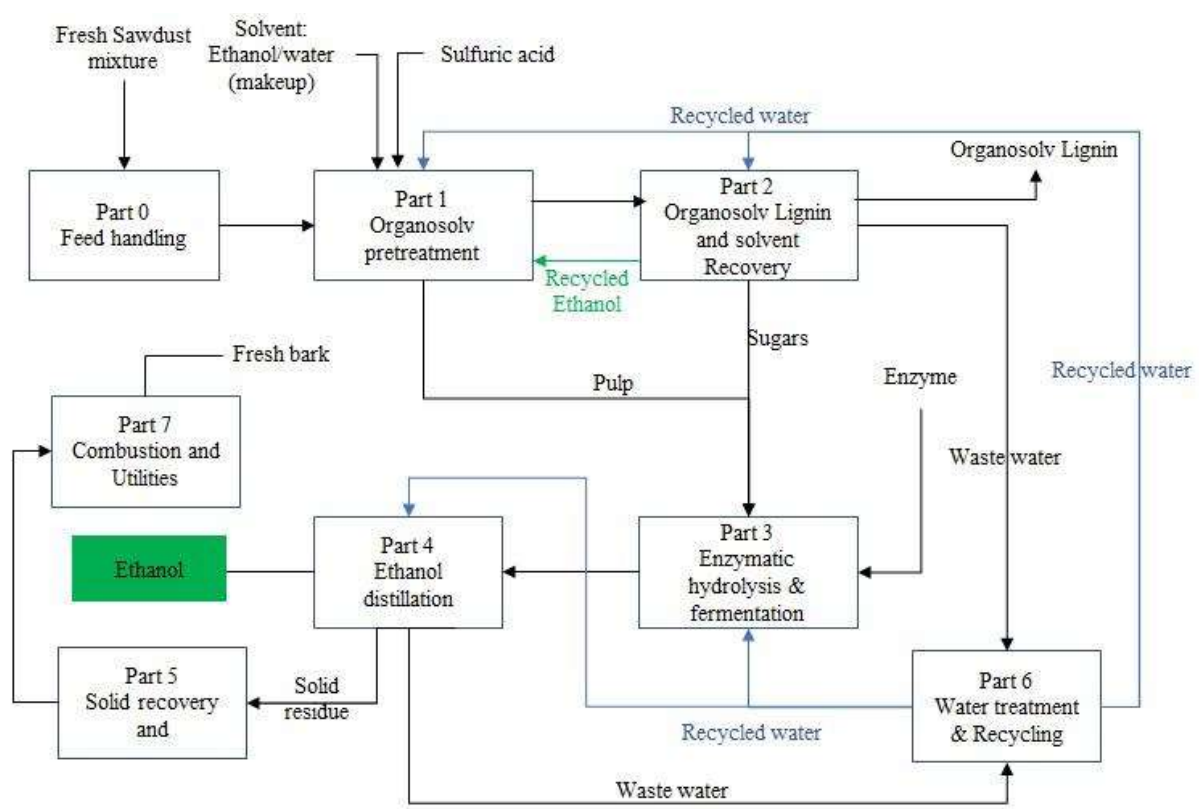 Fresh Sawdust
mixture
Solvent:
Ethanol/water
(makeup)
Sulfuric acid
Recycled water
Organosolv Lignin
Part 0
Feed handling
Part 1
Organosolv
pretreatment
Part 2
Organosolv Lignin
and solvent
Recovery
Recycled
Ethanol
Sugars
Fresh bark
Pulp
Enzyme
Recycled water
Part 7
Combustion and
Utilities
Waste water
Ethanol
Part 4
Ethanol
distillation
Part 3
Enzymatic
hydrolysis &
fermentation
Part 5
Solid recovery
and
Solid
residue
Recycled water
Part 6
Water treatment
& Recycling
Waste water